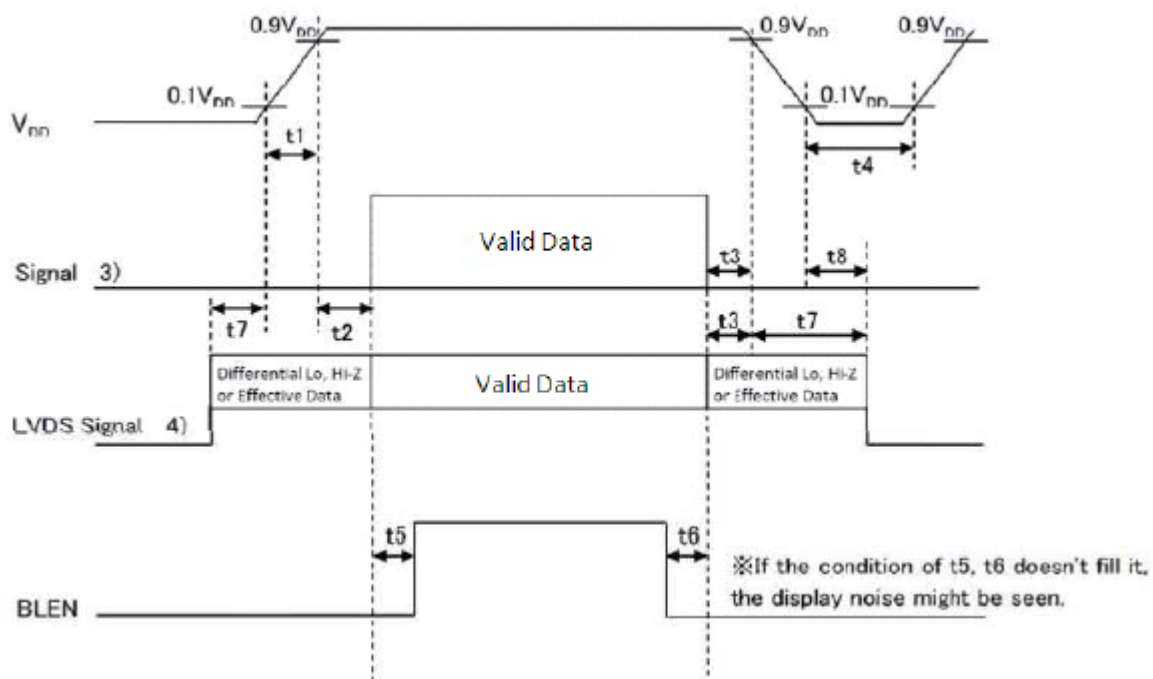 0.9VDD
0.9VDD
0.9VDD
0.1VDD
0.1VDD
VDD
t1
t4
Valid Data
Signal 3)
t3
t8
t7
t2
t3
t7
Differential Lo, Hi-Z
or Effective Data
Valid Data
Differential Lo, Hi-Z
or Effective Data
LVDS Signal 4)
t5
t6
BLEN
※If the condition of t5, t6 doesn't fill it,
the display noise might be seen.